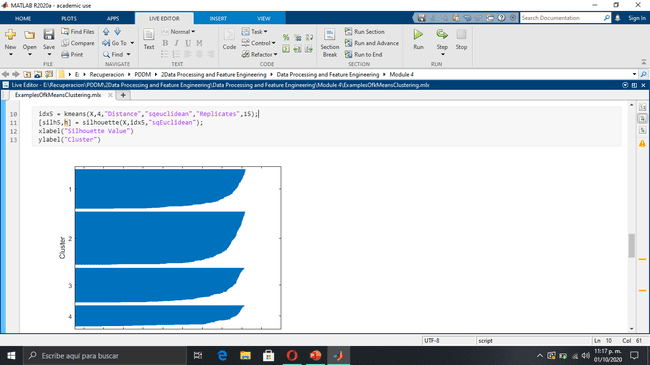 MATLAB R2020a - academic use
HOME PLOTS APPS LIVE EDITOR INSERT VIEW
Search Documentation
Sign In
New Open Save
Find Files
Compare
Print
Go To
Find
Text
Normal
B I U M
Code
Task
Control
Refactor
Section Break
Run Section
Run and Advance
Run to End
Run Step Stop
FILE NAVIGATE TEXT CODE SECTION RUN
E: Recuperacion PDDM 2Data Processing and Feature Engineering Data Processing and Feature Engineering Module 4
Live Editor - E:\Recuperacion\PDDM\2Data Processing and Feature Engineering\Data Processing and Feature Engineering\Module 4\ExamplesOfkMeansClustering.mlx
ExamplesOfkMeansClustering.mlx
10 idx5 = kmeans(X,4,"Distance","sqeuclidean","Replicates",15);
11 [silh5,h] = silhouette(X,idx5,"sqEuclidean");
12 xlabel("Silhouette Value")
13 ylabel("Cluster")
1
2
3
4
Cluster
UTF-8 script Ln 10 Col 61
Escribe aquí para buscar
11:17 p. m.
01/10/2020